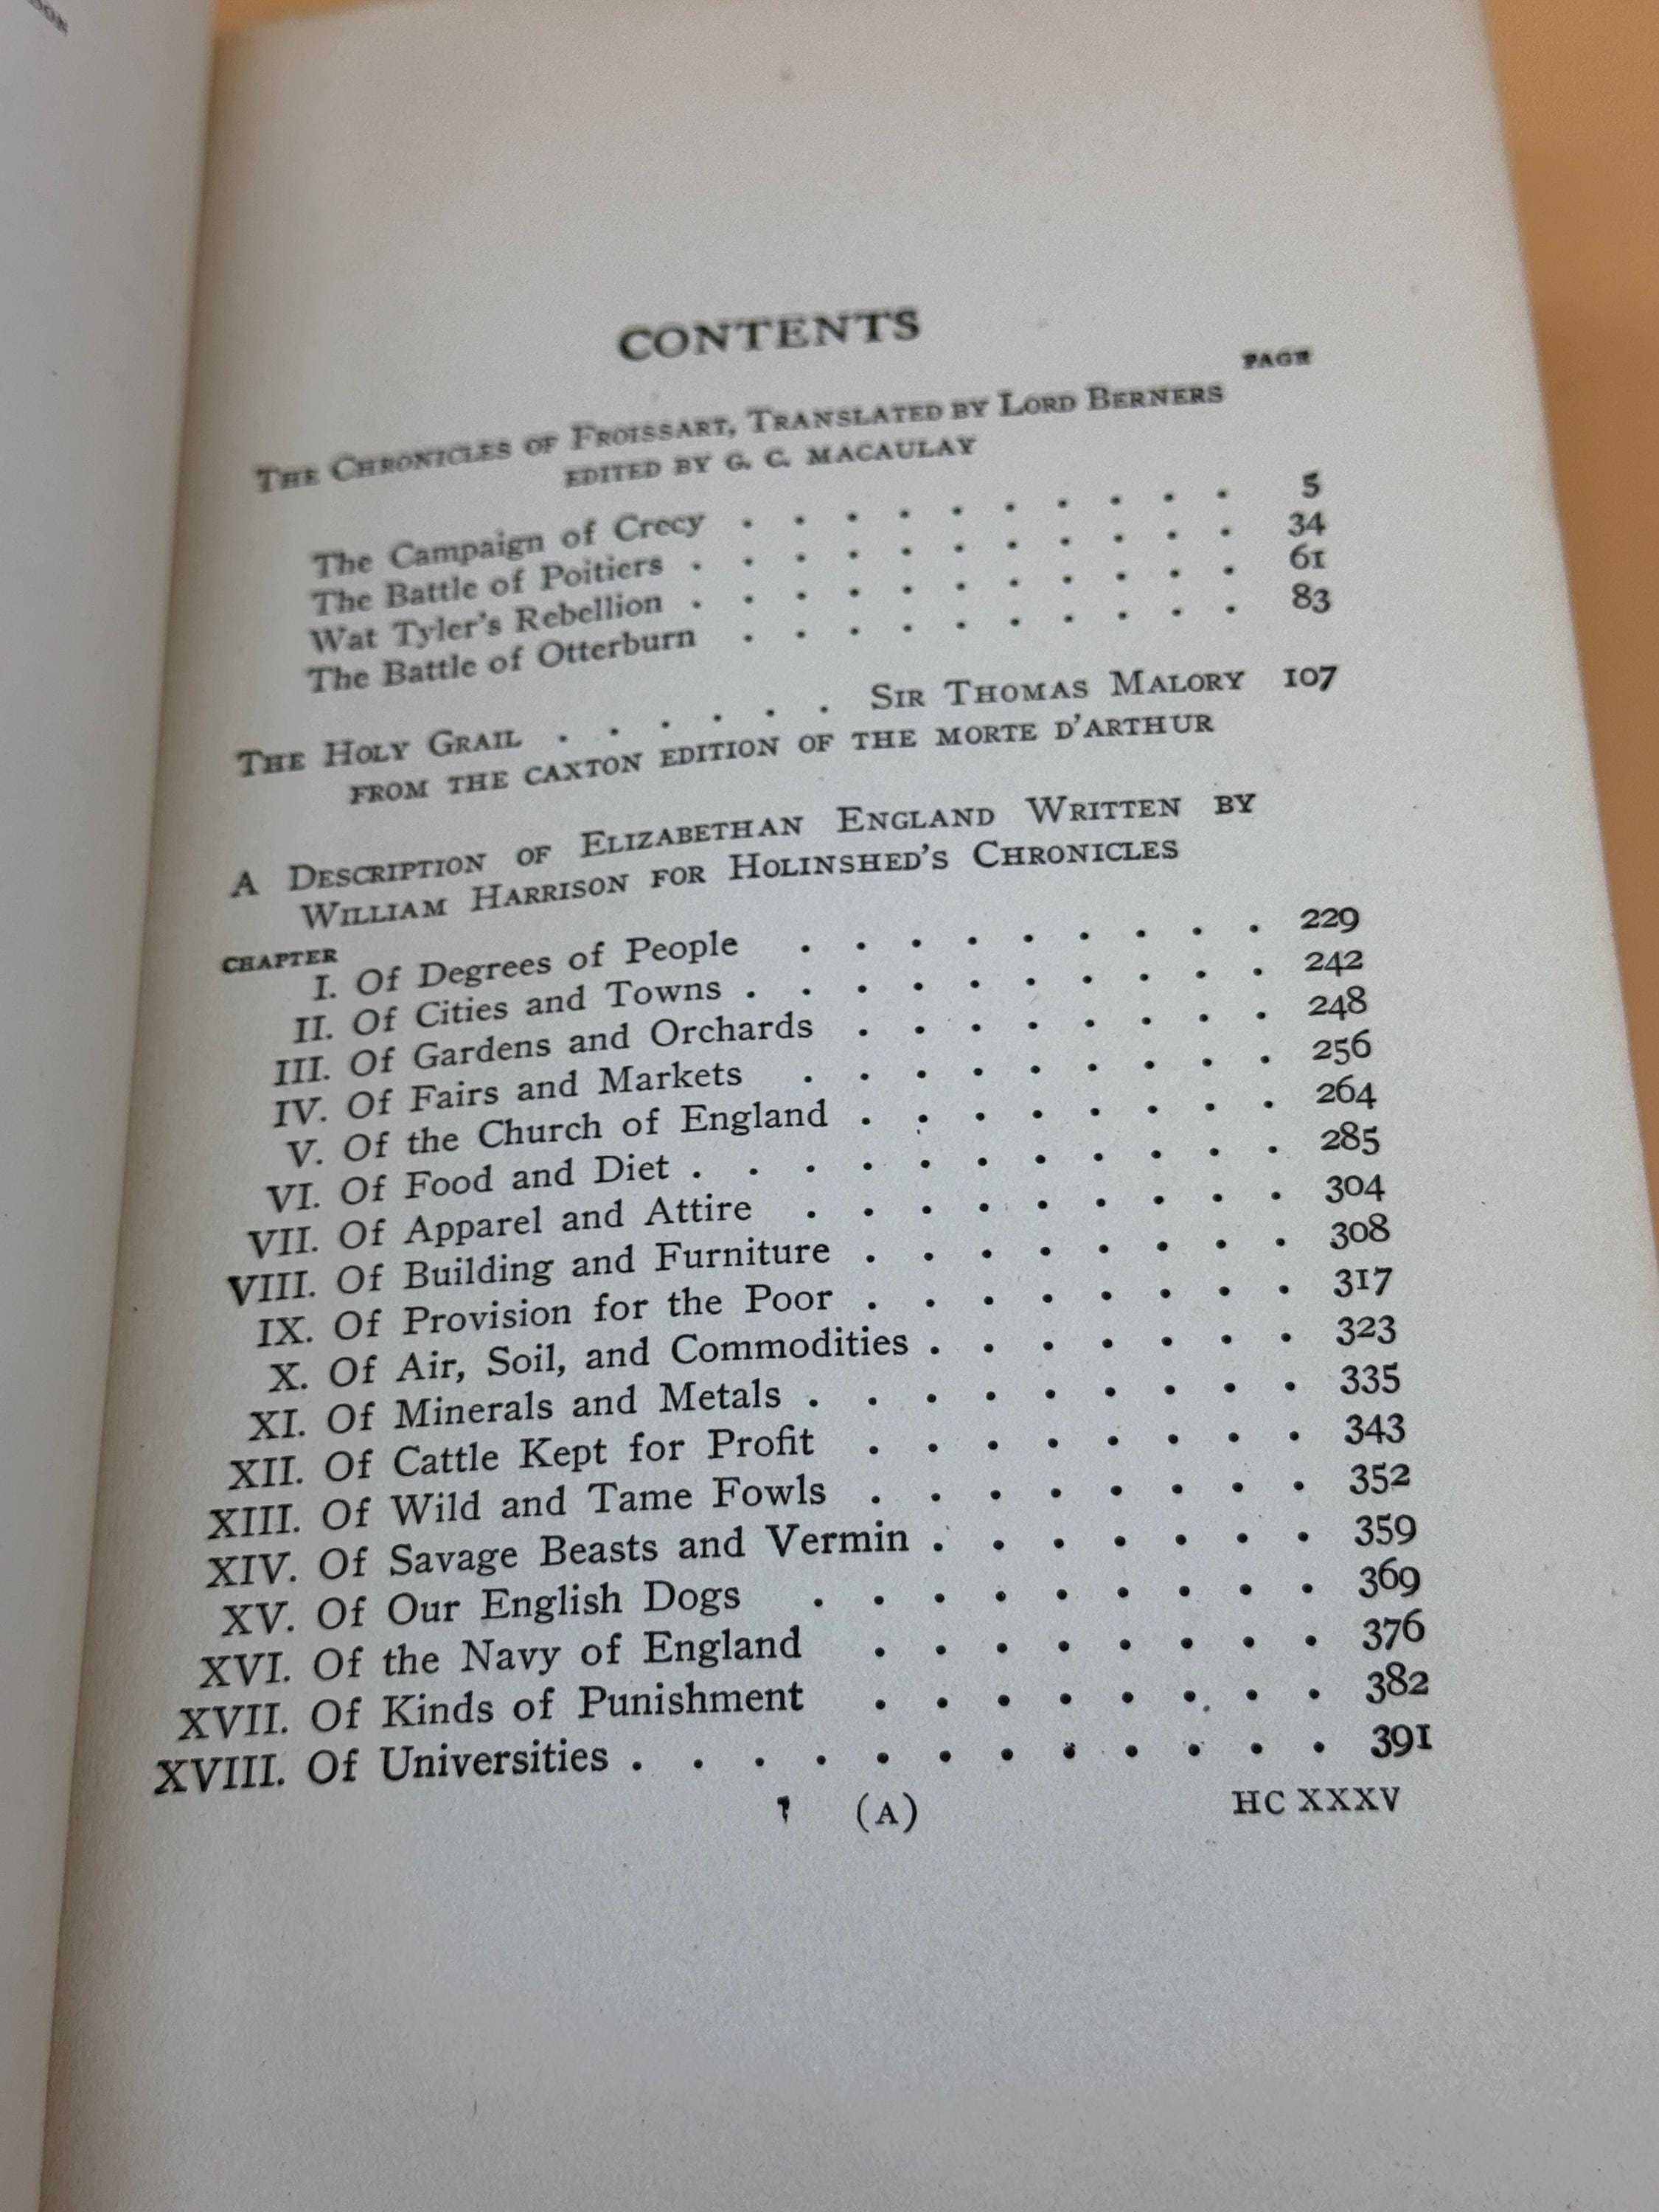 CONTENTS
PAGE
THE CHRONICLES OF FROISSART, TRANSLATED BY LORD BERNERS
EDITED BY G. C. MACAULAY
The Campaign of Crecy . . . . . . . . . . 5
The Battle of Poitiers . . . . . . . . . . . 34
Wat Tyler's Rebellion . . . . . . . . . . . 61
The Battle of Otterburn . . . . . . . . . . 83
THE HOLY GRAIL . . . . . . SIR THOMAS MALORY 107
FROM THE CAXTON EDITION OF THE MORTE D'ARTHUR
A DESCRIPTION OF ELIZABETHAN ENGLAND WRITTEN BY
WILLIAM HARRISON FOR HOLINSHED'S CHRONICLES
CHAPTER
I. Of Degrees of People . . . . . . . . . 229
II. Of Cities and Towns . . . . . . . . . . 242
III. Of Gardens and Orchards . . . . . . . . 248
IV. Of Fairs and Markets . . . . . . . . . 256
V. Of the Church of England . . . . . . . . 264
VI. Of Food and Diet . . . . . . . . . . . 285
VII. Of Apparel and Attire . . . . . . . . . 304
VIII. Of Building and Furniture . . . . . . . . 308
IX. Of Provision for the Poor . . . . . . . . 317
X. Of Air, Soil, and Commodities . . . . . . . 323
XI. Of Minerals and Metals . . . . . . . . . 335
XII. Of Cattle Kept for Profit . . . . . . . . 343
XIII. Of Wild and Tame Fowls . . . . . . . . 352
XIV. Of Savage Beasts and Vermin . . . . . . . 359
XV. Of Our English Dogs . . . . . . . . . 369
XVI. Of the Navy of England . . . . . . . . 376
XVII. Of Kinds of Punishment . . . . . . . . 382
XVIII. Of Universities . . . . . . . . . . . . 391
(A) HC XXXV